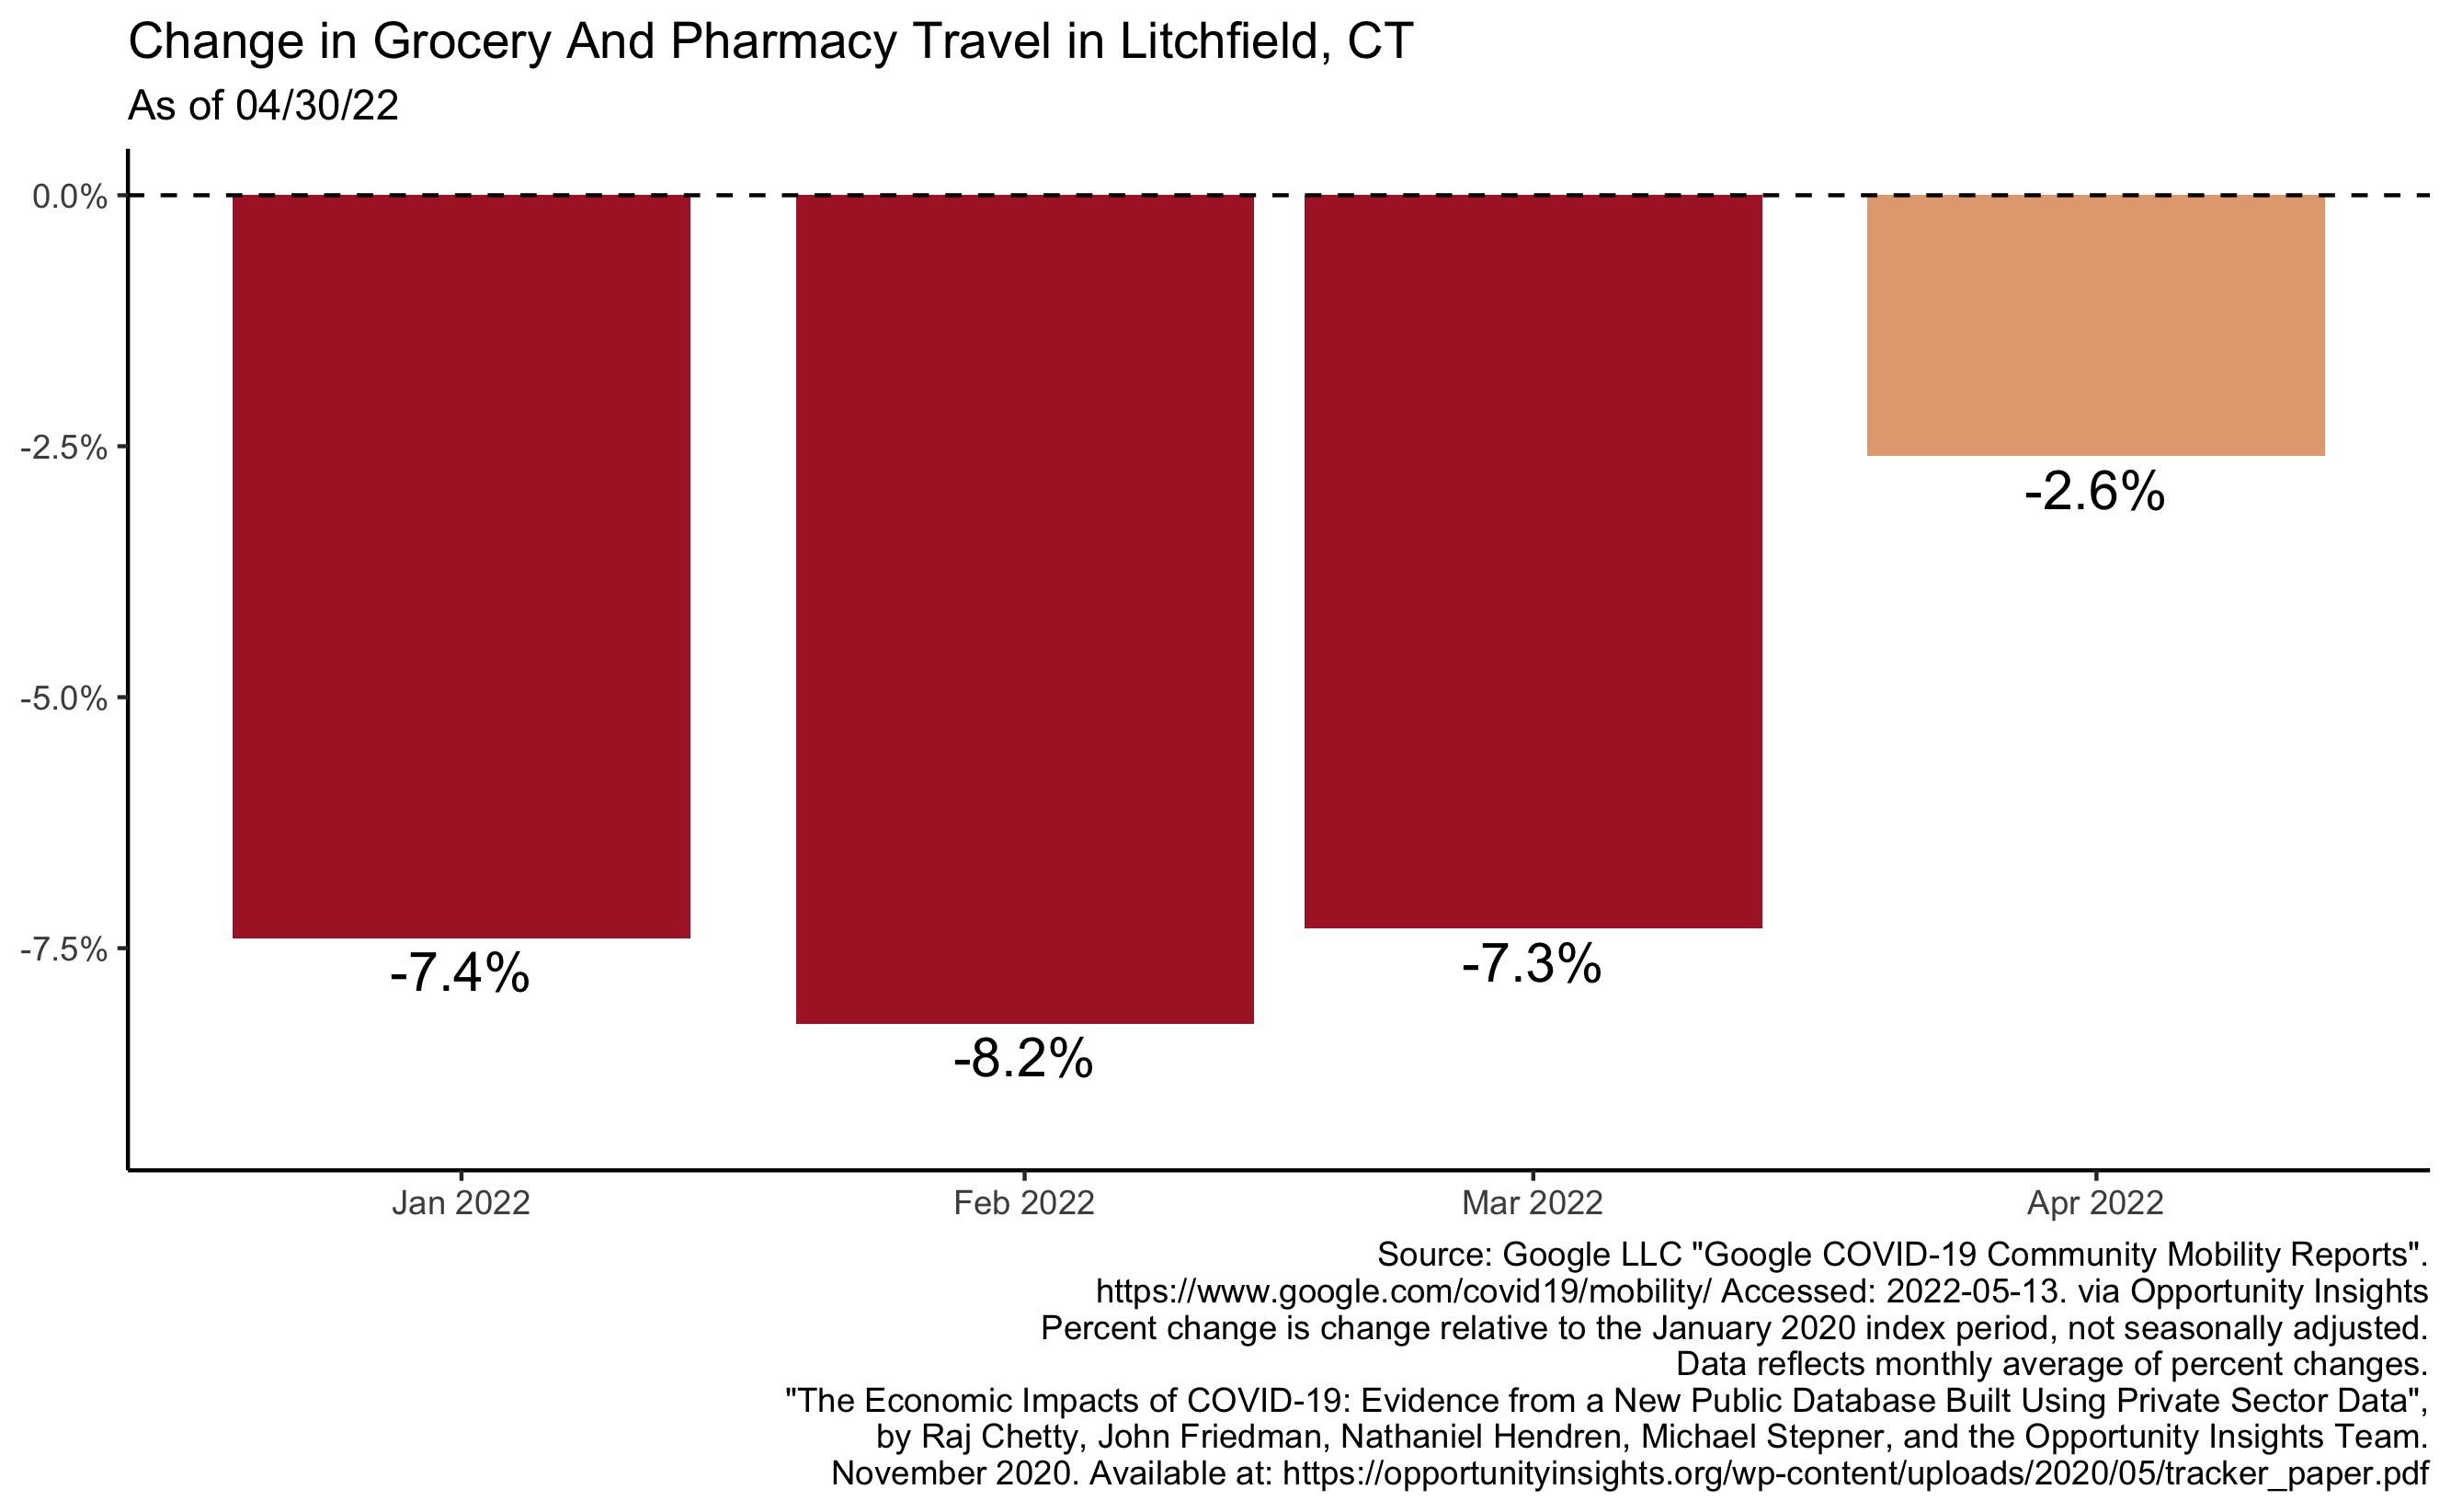 Change in Grocery And Pharmacy Travel in Litchfield, CT
As of 04/30/22
0.0%
-2.5%
-5.0%
-7.5%
-7.4%
-8.2%
-7.3%
-2.6%
Jan 2022
Feb 2022
Mar 2022
Apr 2022
Source: Google LLC "Google COVID-19 Community Mobility Reports".
https://www.google.com/covid19/mobility/ Accessed: 2022-05-13. via Opportunity Insights
Percent change is change relative to the January 2020 index period, not seasonally adjusted.
Data reflects monthly average of percent changes.
"The Economic Impacts of COVID-19: Evidence from a New Public Database Built Using Private Sector Data",
by Raj Chetty, John Friedman, Nathaniel Hendren, Michael Stepner, and the Opportunity Insights Team.
November 2020. Available at: https://opportunityinsights.org/wp-content/uploads/2020/05/tracker_paper.pdf